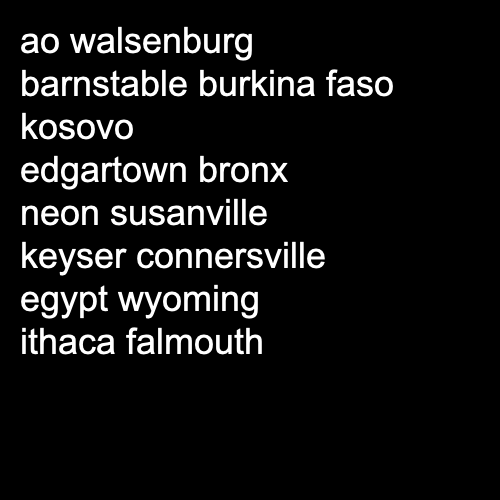 ao walsenburg
barnstable burkina faso
kosovo
edgartown bronx
neon susanville
keyser connersville
egypt wyoming
ithaca falmouth